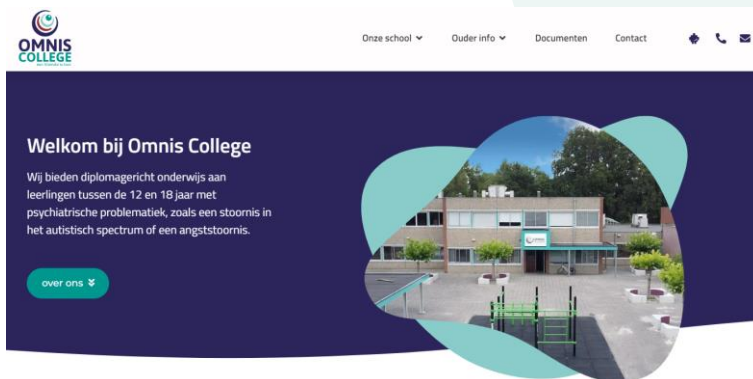 OMNIS
COLLEGE
Onze school
Ouder info
Documenten
Contact
Welkom bij Omnis College
Wij bieden diplomagericht onderwijs aan
leerlingen tussen de 12 en 18 jaar met
psychiatrische problematiek, zoals een stoornis in
het autistisch spectrum of een angststoornis.
over ons
OMNIS